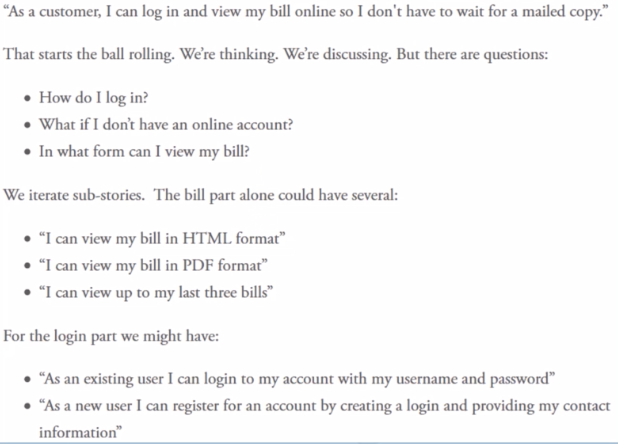 “As a customer, I can log in and view my bill online so I don't have to wait for a mailed copy.”
That starts the ball rolling. We’re thinking. We’re discussing. But there are questions:
• How do I log in?
• What if I don’t have an online account?
• In what form can I view my bill?
We iterate sub-stories.  The bill part alone could have several:
• “I can view my bill in HTML format”
• “I can view my bill in PDF format”
• “I can view up to my last three bills”
For the login part we might have:
• “As an existing user I can login to my account with my username and password”
• “As a new user I can register for an account by creating a login and providing my contact
information”